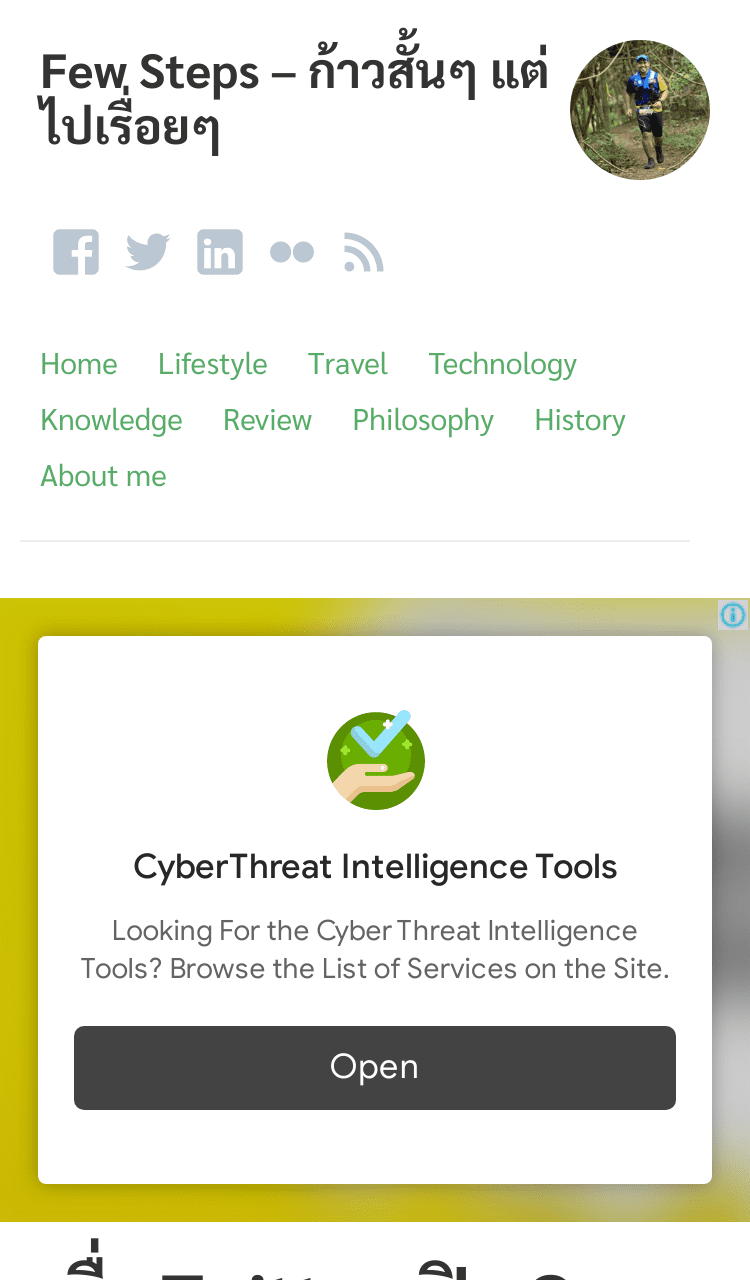 Few Steps – ก้าวสั้นๆ แต่
ไปเรื่อยๆ
Home Lifestyle Travel Technology
Knowledge Review Philosophy History
About me
CyberThreat Intelligence Tools
Looking For the Cyber Threat Intelligence
Tools? Browse the List of Services on the Site.
Open